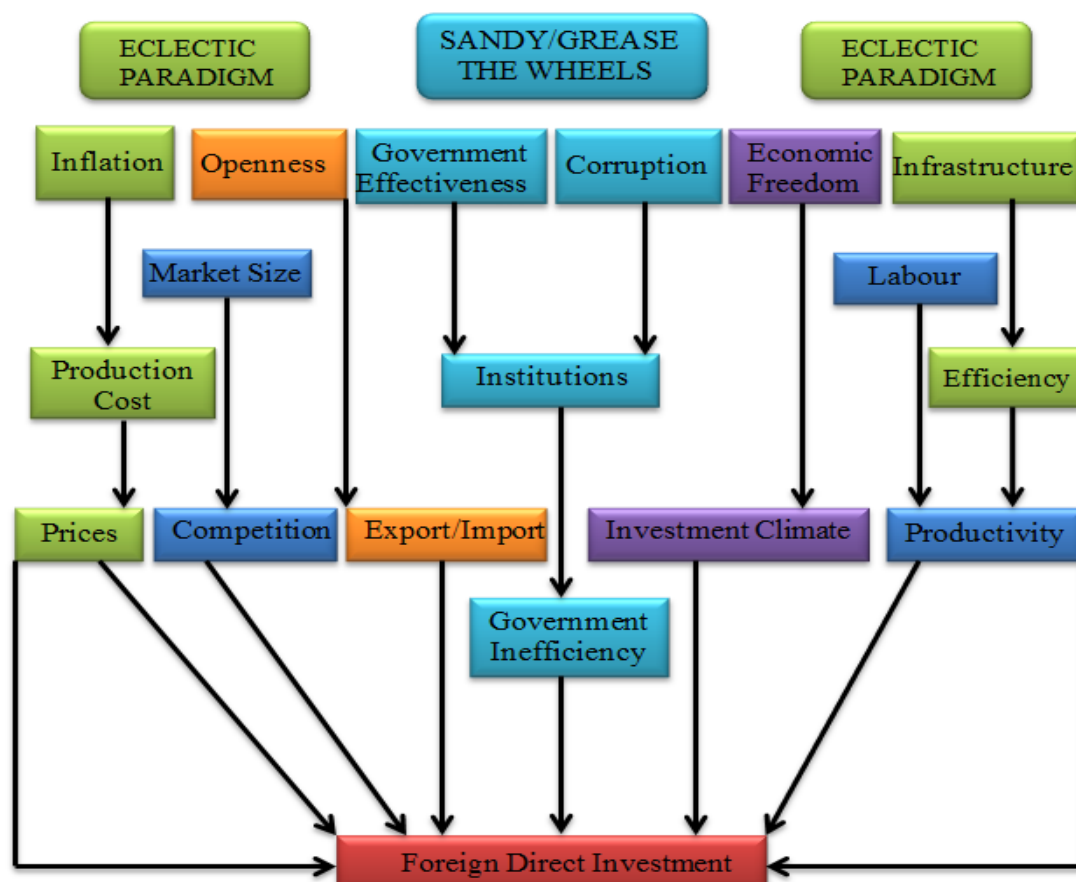 ECLECTIC
PARADIGM
SANDY/GREASE
THE WHEELS
ECLECTIC
PARADIGM
Inflation
Openness
Government
Effectiveness
Corruption
Economic
Freedom
Infrastructure
Market Size
Labour
Production
Cost
Institutions
Efficiency
Prices
Competition
Export/Import
Investment Climate
Productivity
Government
Inefficiency
Foreign Direct Investment